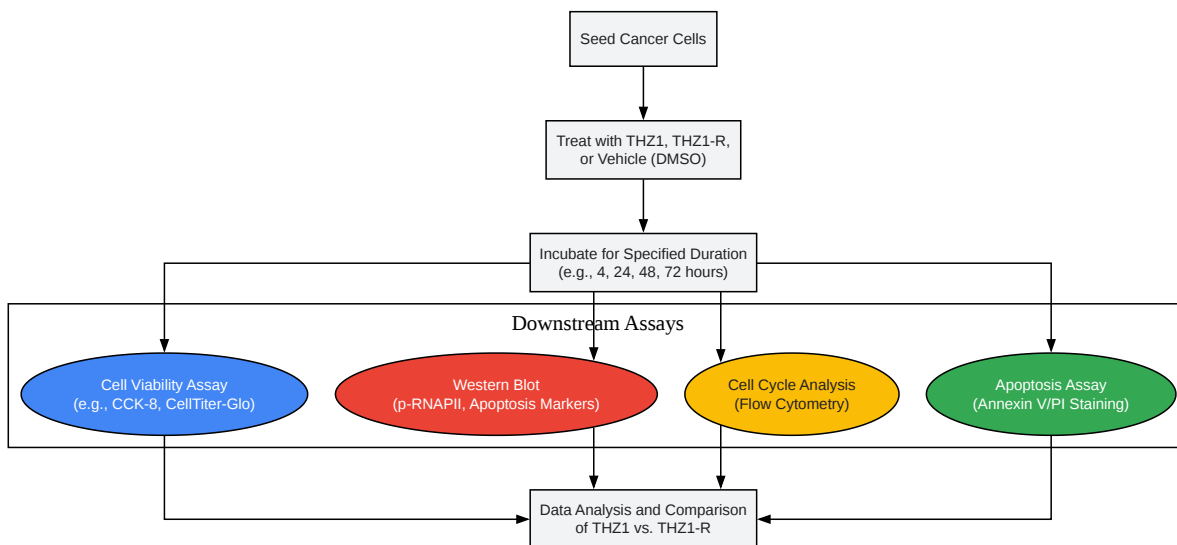 Seed Cancer Cells
Treat with THZ1, THZ1-R,
or Vehicle (DMSO)
Incubate for Specified Duration
(e.g., 4, 24, 48, 72 hours)
Downstream Assays
Cell Viability Assay
(e.g., CCK-8, CellTiter-Glo)
Western Blot
(p-RNAPII, Apoptosis Markers)
Cell Cycle Analysis
(Flow Cytometry)
Apoptosis Assay
(Annexin V/PI Staining)
Data Analysis and Comparison
of THZ1 vs. THZ1-R